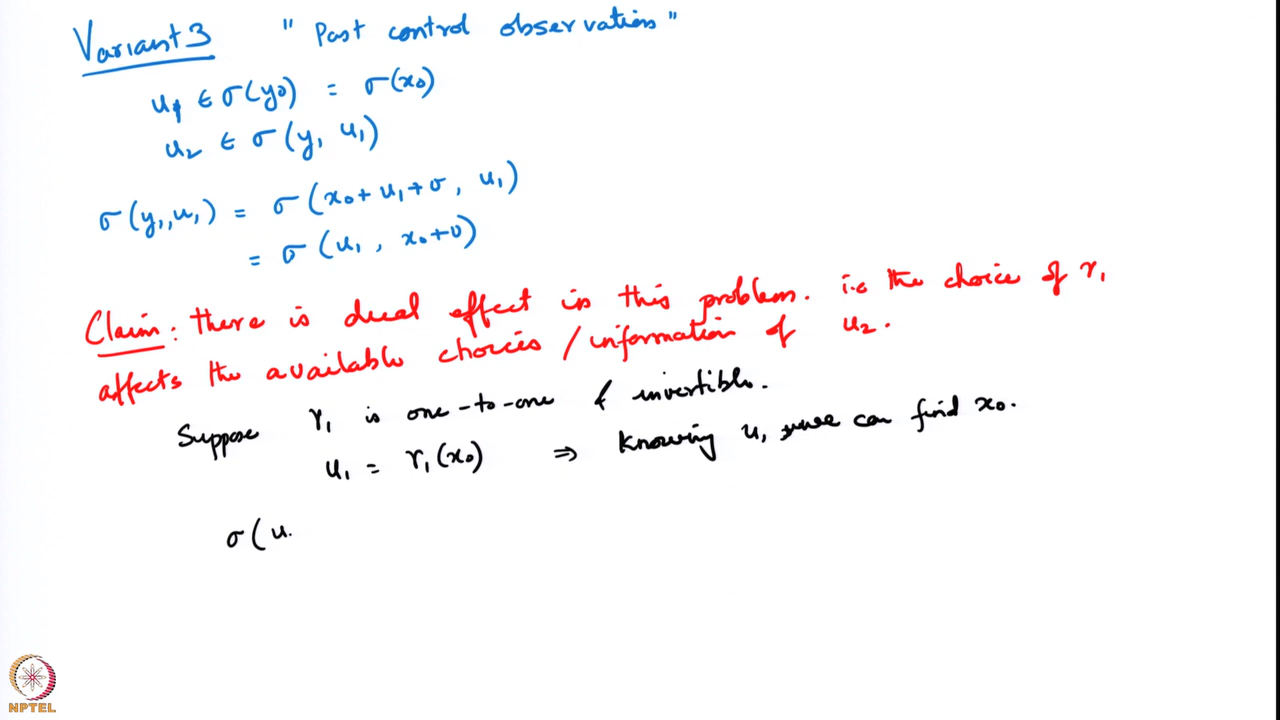 Variant 3 " Past control observation "
u₁ ∈ σ(y₀) = σ(x₀)
u₂ ∈ σ(y₁ u₁)
σ(y₁, u₁) = σ(x₀ + u₁ + v, u₁)
= σ(u₁, x₀+v)
Claim: there is dual effect in this problem. i.e the choice of γ₁
affects the available choices / information of u₂.
Suppose γ₁ is one-to-one & invertible.
u₁ = γ₁(x₀) ⇒ knowing u₁ we can find x₀.
σ(u.
NPTEL